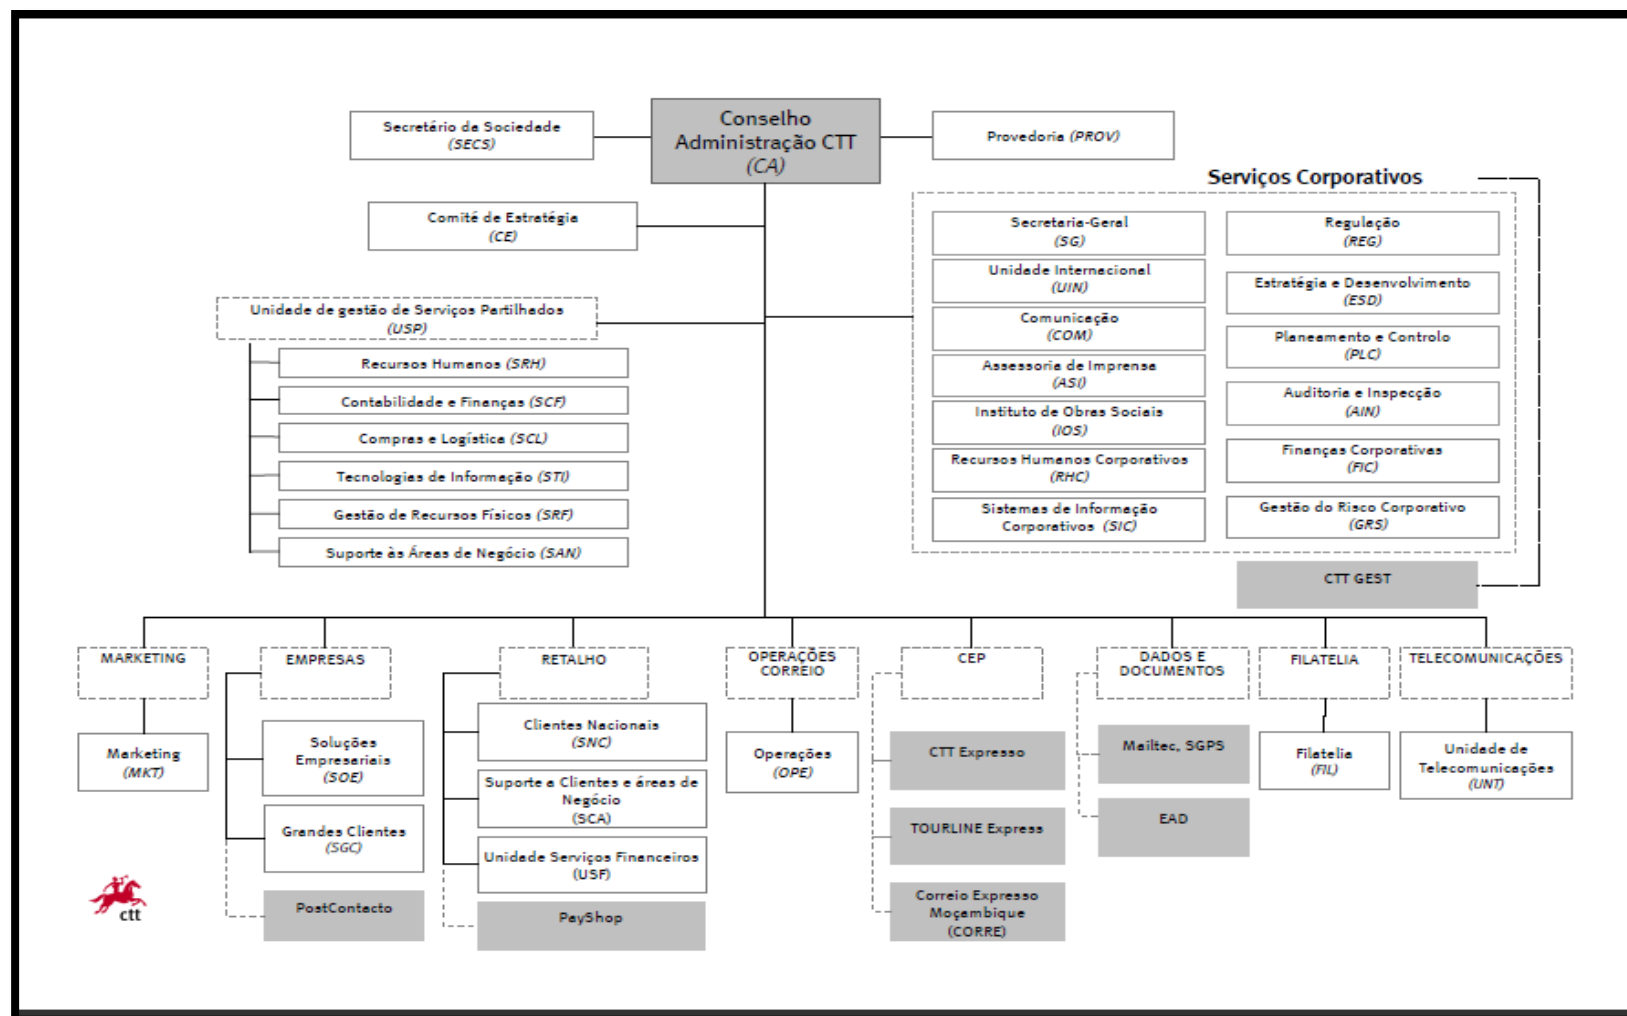 Conselho
Administração CTT
(CA)
Secretário da Sociedade
(SECS)
Provedoria (PROV)
Serviços Corporativos
Comité de Estratégia
(CE)
Secretaria-Geral
(SG)
Regulação
(REG)
Unidade Internacional
(UIN)
Estratégia e Desenvolvimento
(ESD)
Comunicação
(COM)
Planeamento e Controlo
(PLC)
Assessoria de Imprensa
(ASI)
Auditoria e Inspecção
(AIN)
Instituto de Obras Sociais
(IOS)
Finanças Corporativas
(FIC)
Recursos Humanos Corporativos
(RHC)
Gestão do Risco Corporativo
(GRS)
Sistemas de Informação
Corporativos (SIC)
CTT GEST
Unidade de gestão de Serviços Partilhados
(USP)
Recursos Humanos (SRH)
Contabilidade e Finanças (SCF)
Compras e Logística (SCL)
Tecnologias de Informação (STI)
Gestão de Recursos Físicos (SRF)
Suporte às Áreas de Negócio (SAN)
MARKETING
Marketing
(MKT)
EMPRESAS
Soluções
Empresariais
(SOE)
Grandes Clientes
(SGC)
PostContacto
RETALHO
Clientes Nacionais
(SNC)
Suporte a Clientes e áreas de
Negócio
(SCA)
Unidade Serviços Financeiros
(USF)
PayShop
OPERAÇÕES
CORREIO
Operações
(OPE)
CEP
CTT Expresso
TOURLINE Express
Correio Expresso
Moçambique
(CORRE)
DADOS E
DOCUMENTOS
Mailtec, SGPS
EAD
FILATELIA
Filatelia
(FIL)
TELECOMUNICAÇÕES
Unidade de
Telecomunicações
(UNT)
ctt